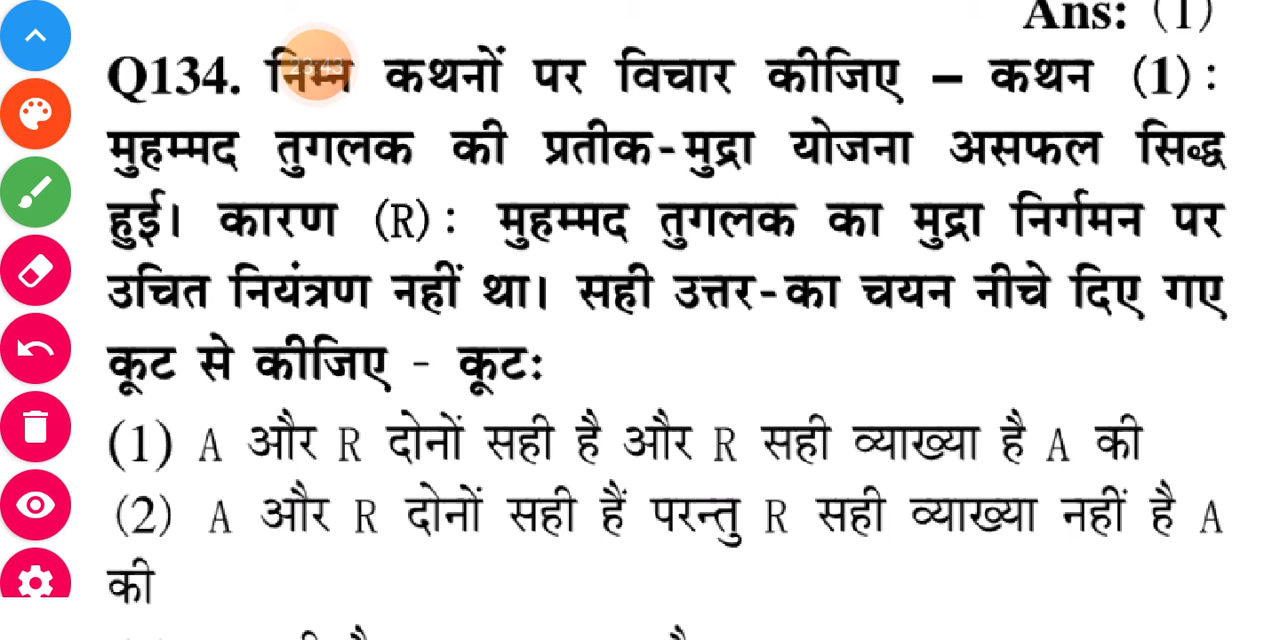 Ans: (1)
Q134. निम्न कथनों पर विचार कीजिए – कथन (1):
मुहम्मद तुगलक की प्रतीक-मुद्रा योजना असफल सिद्ध
हुई। कारण (R): मुहम्मद तुगलक का मुद्रा निर्गमन पर
उचित नियंत्रण नहीं था। सही उत्तर-का चयन नीचे दिए गए
कूट से कीजिए - कूटः
(1) A और R दोनों सही है और R सही व्याख्या है A की
(2) A और R दोनों सही हैं परन्तु R सही व्याख्या नहीं है A
की